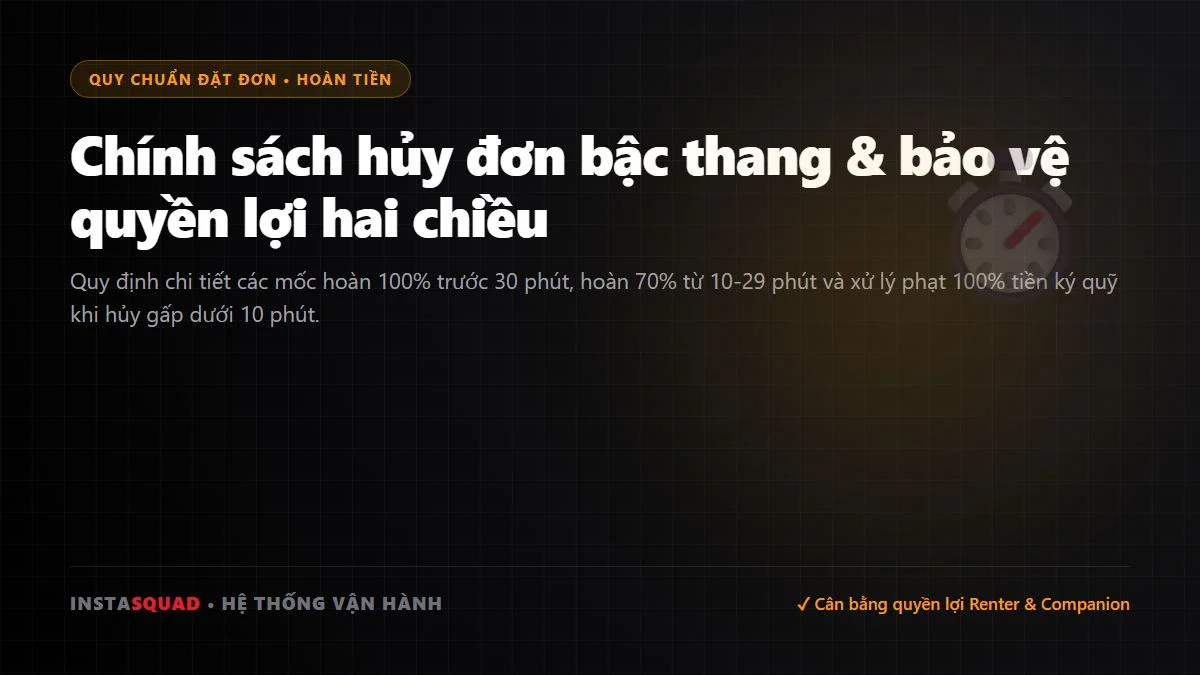 QUY CHUẨN ĐẶT ĐƠN • HOÀN TIỀN
Chính sách hủy đơn bậc thang & bảo vệ
quyền lợi hai chiều
Quy định chi tiết các mốc hoàn 100% trước 30 phút, hoàn 70% từ 10-29 phút và xử lý phạt 100% tiền ký quỹ
khi hủy gấp dưới 10 phút.
INSTASQUAD • HỆ THỐNG VẬN HÀNH
✓ Cân bằng quyền lợi Renter & Companion